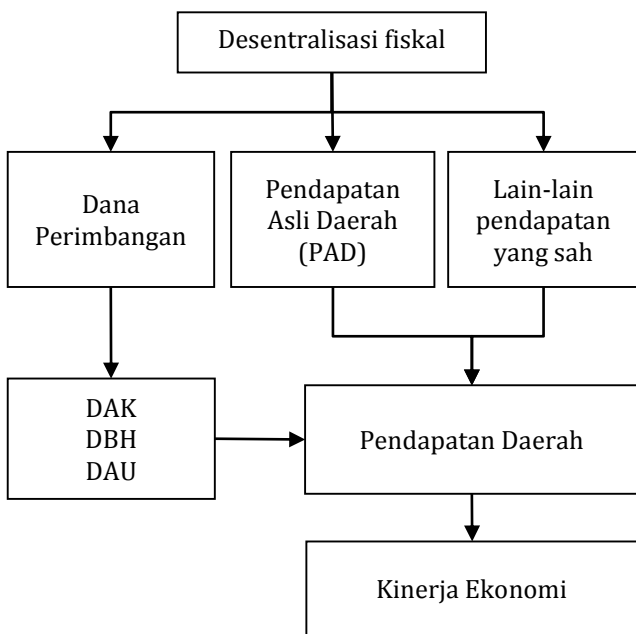 Desentralisasi fiskal
Dana
Perimbangan
Pendapatan
Asli Daerah
(PAD)
Lain-lain
pendapatan
yang sah
DAK
DBH
DAU
Pendapatan Daerah
Kinerja Ekonomi